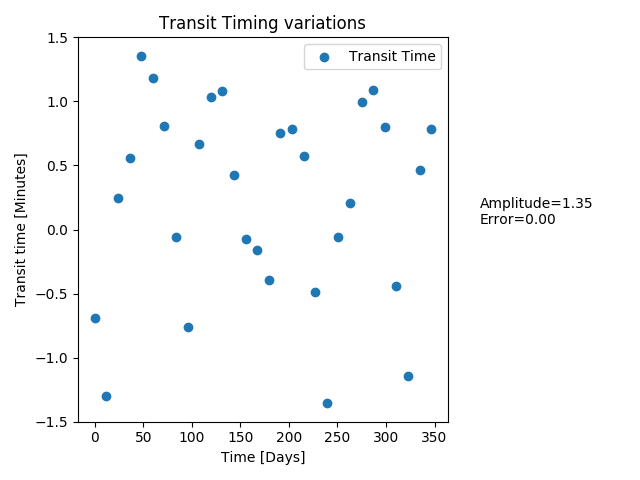 Transit Timing variations
Transit Time
1.5
1.0
0.5
0.0
−0.5
−1.0
−1.5
Transit time [Minutes]
0 50 100 150 200 250 300 350
Time [Days]
Amplitude=1.35
Error=0.00